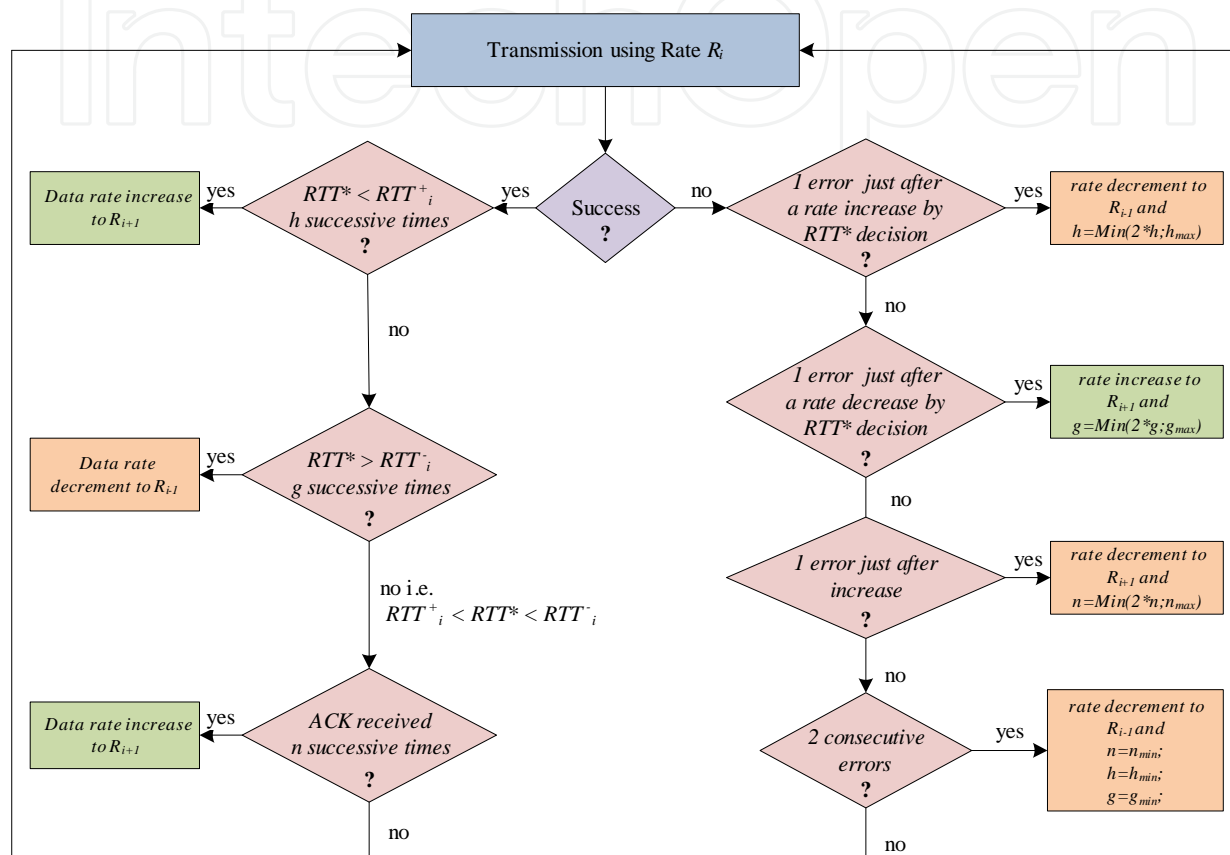 IntechOpen
Transmission using Rate Rᵢ
Success
?
yes
no
RTT* < RTT⁺ᵢ
h successive times
?
yes
Data rate increase
to Rᵢ₊₁
no
RTT* > RTT⁻ᵢ
g successive times
?
yes
Data rate
decrement to Rᵢ₋₁
no i.e.
RTT⁺ᵢ < RTT* < RTT⁻ᵢ
ACK received
n successive times
?
yes
Data rate increase
to Rᵢ₊₁
no
1 error just after
a rate increase by
RTT* decision
?
yes
rate decrement to
Rᵢ₋₁ and
h=Min(2*h;hₘₐₓ)
no
1 error just after
a rate decrease by
RTT* decision
?
yes
rate increase to
Rᵢ₊₁ and
g=Min(2*g;gₘₐₓ)
no
1 error just after
increase
?
yes
rate decrement to
Rᵢ₊₁ and
n=Min(2*n;nₘₐₓ)
no
2 consecutive
errors
?
yes
rate decrement to
Rᵢ₋₁ and
n=nₘᵢₙ;
h=hₘᵢₙ;
g=gₘᵢₙ;
no